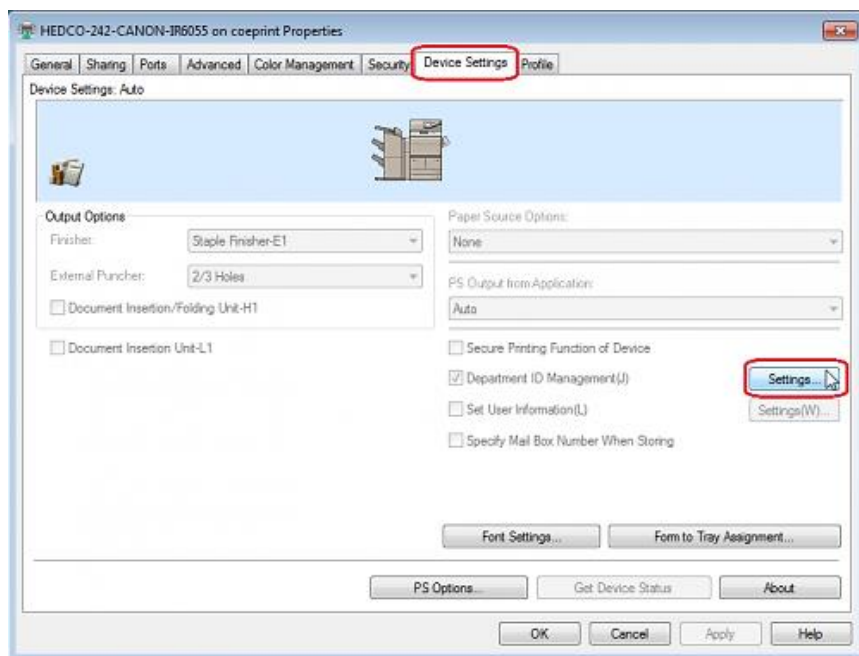 HEDCO-242-CANON-IR6055 on coeprint Properties
General Sharing Ports Advanced Color Management Security Device Settings Profile
Device Settings: Auto
Output Options
Finisher: Staple Finisher-E1
External Puncher: 2/3 Holes
Document Insertion/Folding Unit-H1
Document Insertion Unit-L1
Paper Source Options:
None
PS Output from Application:
Auto
Secure Printing Function of Device
Department ID Management(J) Settings...
Set User Information(L) Settings(W)...
Specify Mail Box Number When Storing
Font Settings... Form to Tray Assignment...
PS Options... Get Device Status About
OK Cancel Apply Help